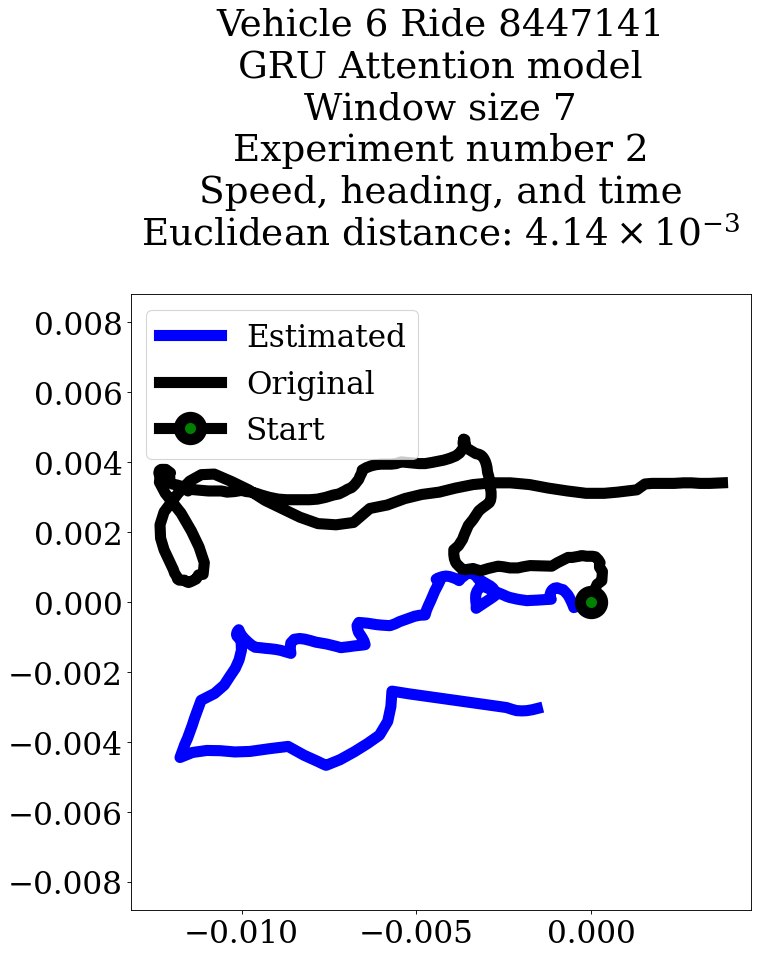 Vehicle 6 Ride 8447141
GRU Attention model
Window size 7
Experiment number 2
Speed, heading, and time
Euclidean distance: 4.14 × 10⁻³
Estimated
Original
Start
0.008
0.006
0.004
0.002
0.000
−0.002
−0.004
−0.006
−0.008
−0.010 −0.005 0.000